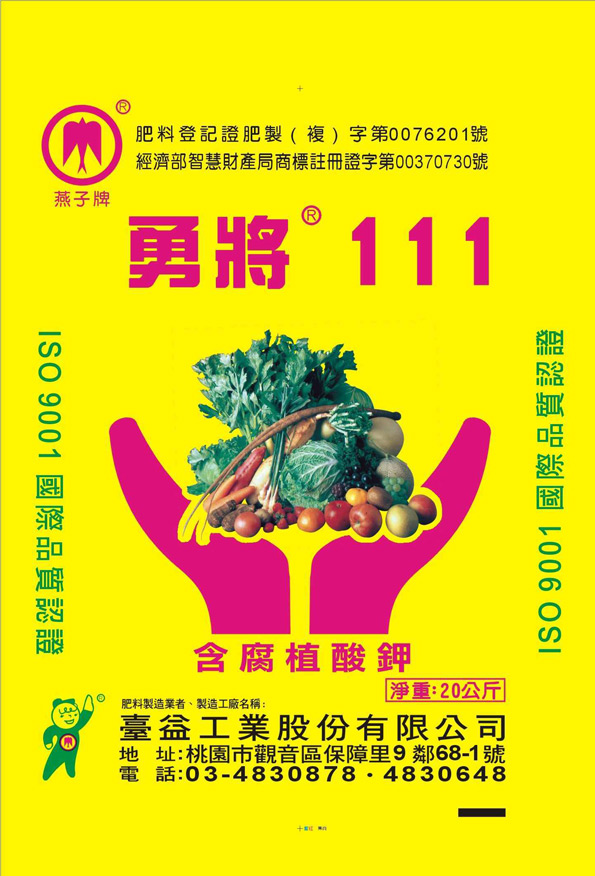 ®
肥料登記證肥製(複)字第0076201號
經濟部智慧財產局商標註冊證字第00370730號
燕子牌
勇將® 111
ISO 9001 國際品質認證
ISO 9001 國際品質認證
含腐植酸鉀
淨重:20公斤
®
肥料製造業者、製造工廠名稱:
臺益工業股份有限公司
地 址:桃園市觀音區保障里9鄰68-1號
電 話:03-4830878·4830648